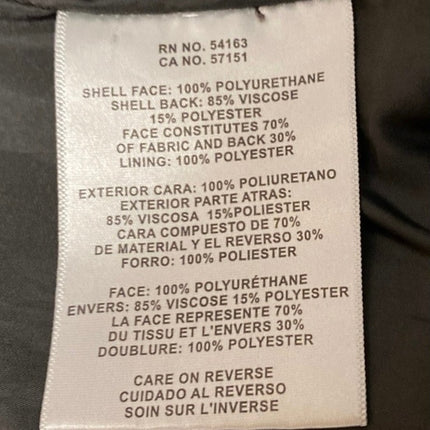 RN NO. 54163
CA NO. 57151
SHELL FACE: 100% POLYURETHANE
SHELL BACK: 85% VISCOSE
15% POLYESTER
FACE CONSTITUTES 70%
OF FABRIC AND BACK 30%
LINING: 100% POLYESTER
EXTERIOR CARA: 100% POLIURETANO
EXTERIOR PARTE ATRAS:
85% VISCOSA 15%POLIESTER
CARA COMPUESTO DE 70%
DE MATERIAL Y EL REVERSO 30%
FORRO: 100% POLIESTER
FACE: 100% POLYURÉTHANE
ENVERS: 85% VISCOSE 15% POLYESTER
LA FACE REPRESENTE 70%
DU TISSU ET L'ENVERS 30%
DOUBLURE: 100% POLYESTER
CARE ON REVERSE
CUIDADO AL REVERSO
SOIN SUR L'INVERSE